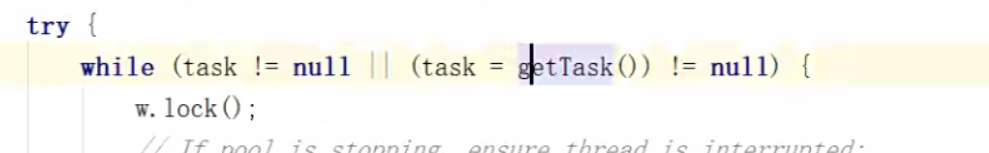 try {
while (task != null || (task = getTask()) != null) {
w.lock();
// If pool is stopping, ensure thread is interrupted;